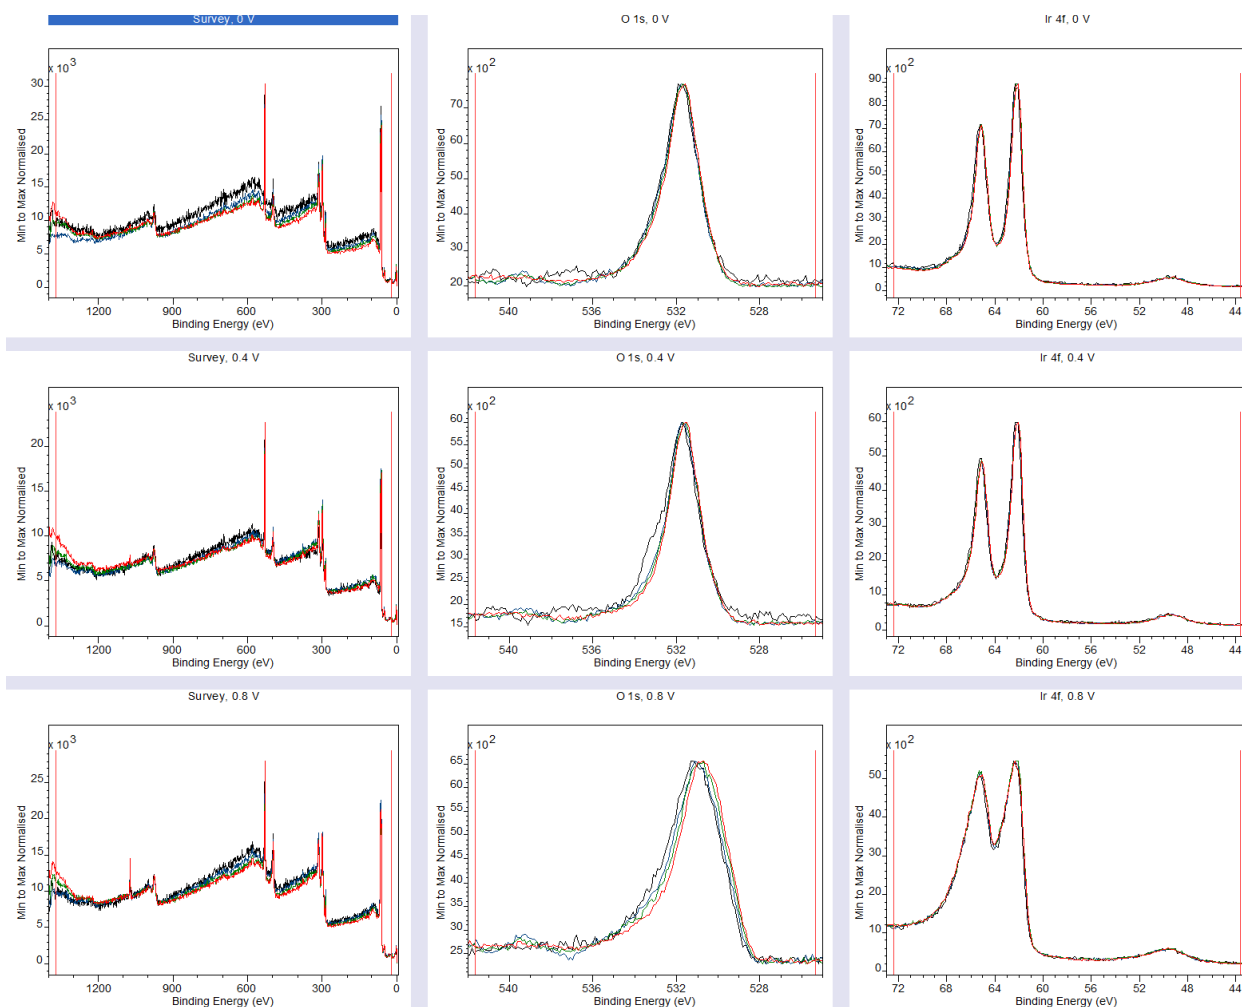 Survey, 0 V
x 10^3
Min to Max Normalised
30
25
20
15
10
5
0
1200 900 600 300 0
Binding Energy (eV)
O 1s, 0 V
x 10^2
Min to Max Normalised
70
60
50
40
30
20
540 536 532 528
Binding Energy (eV)
Ir 4f, 0 V
x 10^2
Min to Max Normalised
90
80
70
60
50
40
30
20
10
0
72 68 64 60 56 52 48 44
Binding Energy (eV)
Survey, 0.4 V
x 10^3
Min to Max Normalised
20
15
10
5
0
1200 900 600 300 0
Binding Energy (eV)
O 1s, 0.4 V
x 10^2
Min to Max Normalised
60
55
50
45
40
35
30
25
20
15
540 536 532 528
Binding Energy (eV)
Ir 4f, 0.4 V
x 10^2
Min to Max Normalised
60
50
40
30
20
10
0
72 68 64 60 56 52 48 44
Binding Energy (eV)
Survey, 0.8 V
x 10^3
Min to Max Normalised
25
20
15
10
5
0
1200 900 600 300 0
Binding Energy (eV)
O 1s, 0.8 V
x 10^2
Min to Max Normalised
65
60
55
50
45
40
35
30
25
540 536 532 528
Binding Energy (eV)
Ir 4f, 0.8 V
x 10^2
Min to Max Normalised
50
40
30
20
10
0
72 68 64 60 56 52 48 44
Binding Energy (eV)